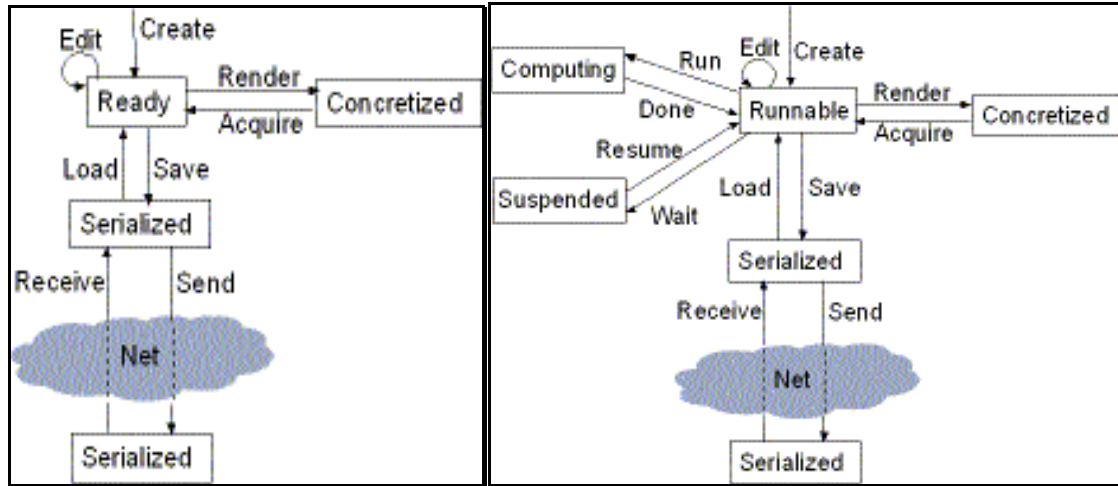 Create
Edit
Render
Ready
Concretized
Acquire
Load
Save
Serialized
Receive
Send
Net
Serialized
Create
Edit
Run
Computing
Render
Runnable
Concretized
Done
Acquire
Resume
Load
Save
Suspended
Wait
Serialized
Receive
Send
Net
Serialized